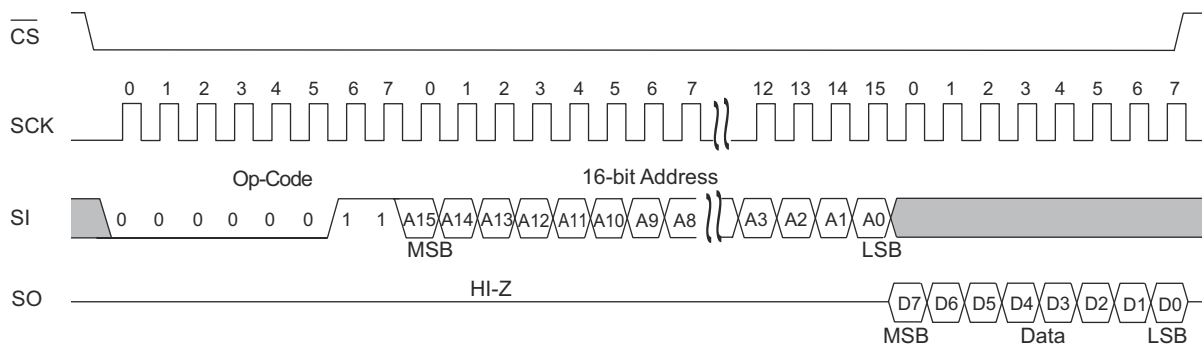 CS
0 1 2 3 4 5 6 7 0 1 2 3 4 5 6 7 12 13 14 15 0 1 2 3 4 5 6 7
SCK
Op-Code 16-bit Address
SI 0 0 0 0 0 0 1 1 A15 A14 A13 A12 A11 A10 A9 A8 A3 A2 A1 A0
MSB LSB
HI-Z
SO D7 D6 D5 D4 D3 D2 D1 D0
MSB Data LSB